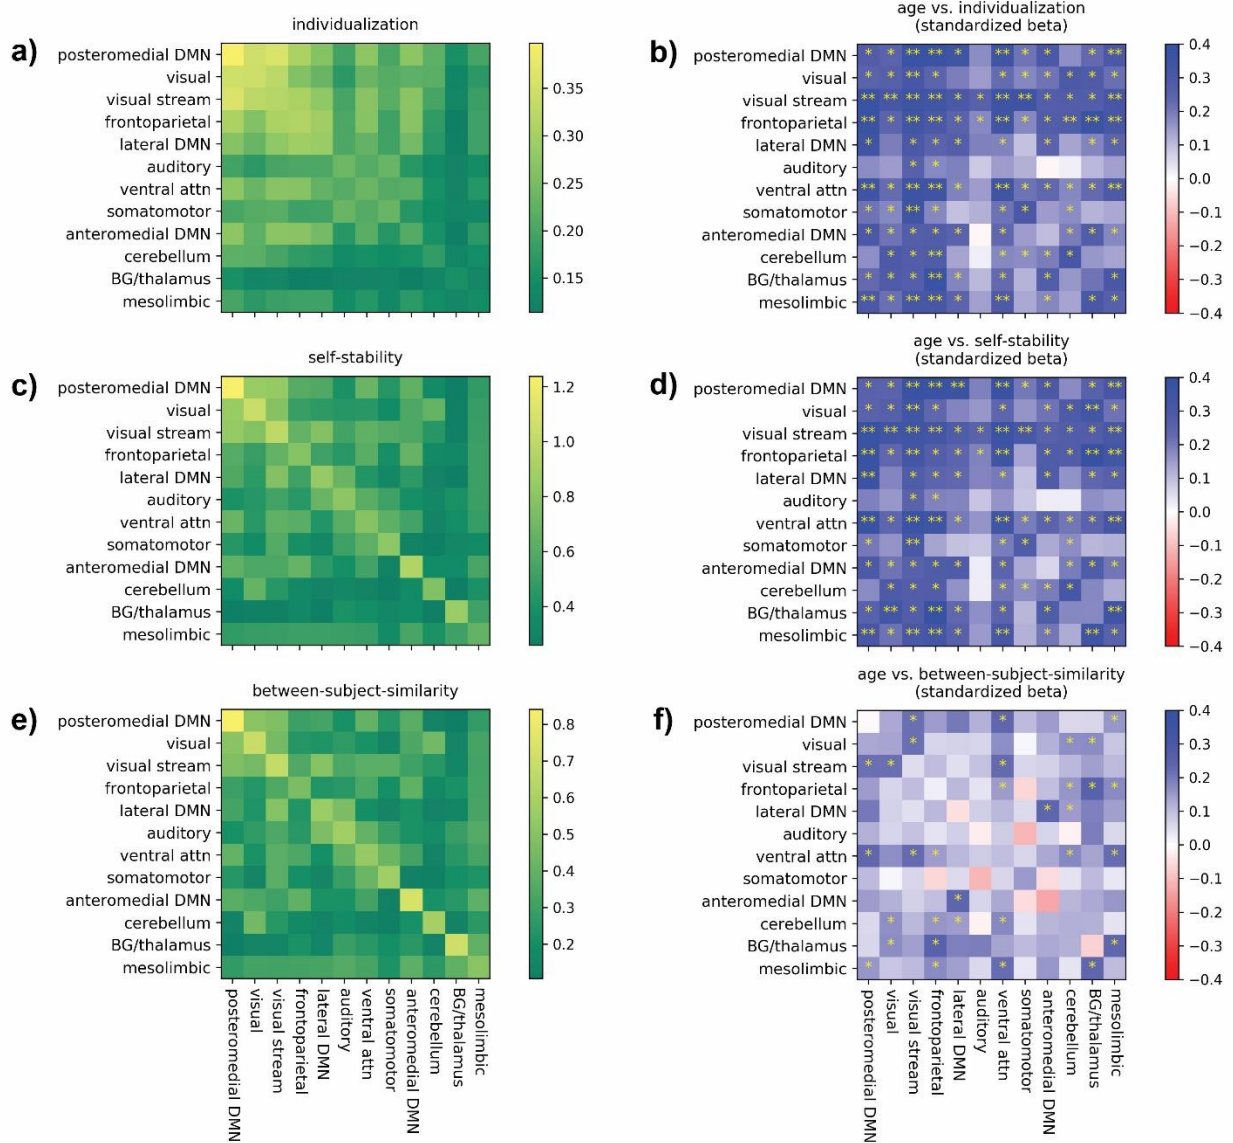 a)
individualization
posteromedial DMN
visual
visual stream
frontoparietal
lateral DMN
auditory
ventral attn
somatomotor
anteromedial DMN
cerebellum
BG/thalamus
mesolimbic
0.35
0.30
0.25
0.20
0.15
b)
age vs. individualization
(standardized beta)
posteromedial DMN
visual
visual stream
frontoparietal
lateral DMN
auditory
ventral attn
somatomotor
anteromedial DMN
cerebellum
BG/thalamus
mesolimbic
0.4
0.3
0.2
0.1
0.0
−0.1
−0.2
−0.3
−0.4
c)
self-stability
posteromedial DMN
visual
visual stream
frontoparietal
lateral DMN
auditory
ventral attn
somatomotor
anteromedial DMN
cerebellum
BG/thalamus
mesolimbic
1.2
1.0
0.8
0.6
0.4
d)
age vs. self-stability
(standardized beta)
posteromedial DMN
visual
visual stream
frontoparietal
lateral DMN
auditory
ventral attn
somatomotor
anteromedial DMN
cerebellum
BG/thalamus
mesolimbic
0.4
0.3
0.2
0.1
0.0
−0.1
−0.2
−0.3
−0.4
e)
between-subject-similarity
posteromedial DMN
visual
visual stream
frontoparietal
lateral DMN
auditory
ventral attn
somatomotor
anteromedial DMN
cerebellum
BG/thalamus
mesolimbic
0.8
0.7
0.6
0.5
0.4
0.3
0.2
posteromedial DMN
visual
visual stream
frontoparietal
lateral DMN
auditory
ventral attn
somatomotor
anteromedial DMN
cerebellum
BG/thalamus
mesolimbic
f)
age vs. between-subject-similarity
(standardized beta)
posteromedial DMN
visual
visual stream
frontoparietal
lateral DMN
auditory
ventral attn
somatomotor
anteromedial DMN
cerebellum
BG/thalamus
mesolimbic
0.4
0.3
0.2
0.1
0.0
−0.1
−0.2
−0.3
−0.4
posteromedial DMN
visual
visual stream
frontoparietal
lateral DMN
auditory
ventral attn
somatomotor
anteromedial DMN
cerebellum
BG/thalamus
mesolimbic